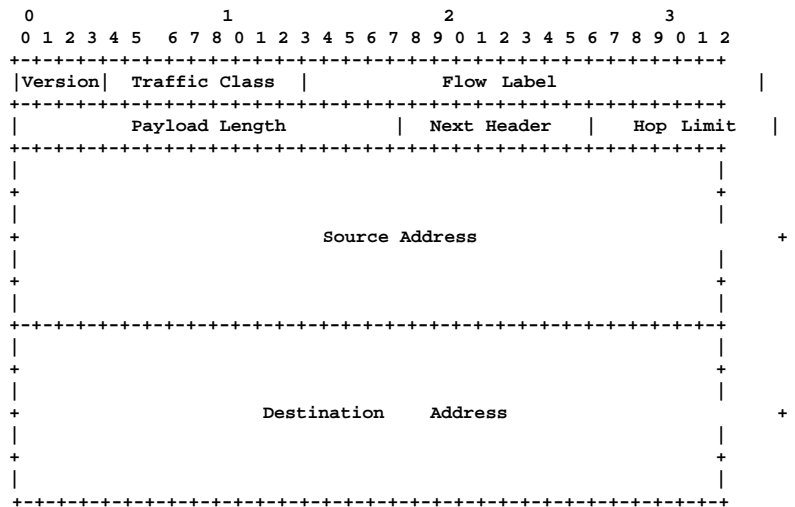 0 1 2 3
0 1 2 3 4 5 6 7 8 0 1 2 3 4 5 6 7 8 9 0 1 2 3 4 5 6 7 8 9 0 1 2
+-+-+-+-+-+-+-+-+-+-+-+-+-+-+-+-+-+-+-+-+-+-+-+-+-+-+-+-+-+-+-+-+
|Version| Traffic Class | Flow Label |
+-+-+-+-+-+-+-+-+-+-+-+-+-+-+-+-+-+-+-+-+-+-+-+-+-+-+-+-+-+-+-+-+
| Payload Length | Next Header | Hop Limit |
+-+-+-+-+-+-+-+-+-+-+-+-+-+-+-+-+-+-+-+-+-+-+-+-+-+-+-+-+-+-+-+-+
| |
+ +
| |
+ Source Address +
| |
+ +
| |
+-+-+-+-+-+-+-+-+-+-+-+-+-+-+-+-+-+-+-+-+-+-+-+-+-+-+-+-+-+-+-+-+
| |
+ +
| |
+ Destination Address +
| |
+ +
| |
+-+-+-+-+-+-+-+-+-+-+-+-+-+-+-+-+-+-+-+-+-+-+-+-+-+-+-+-+-+-+-+-+